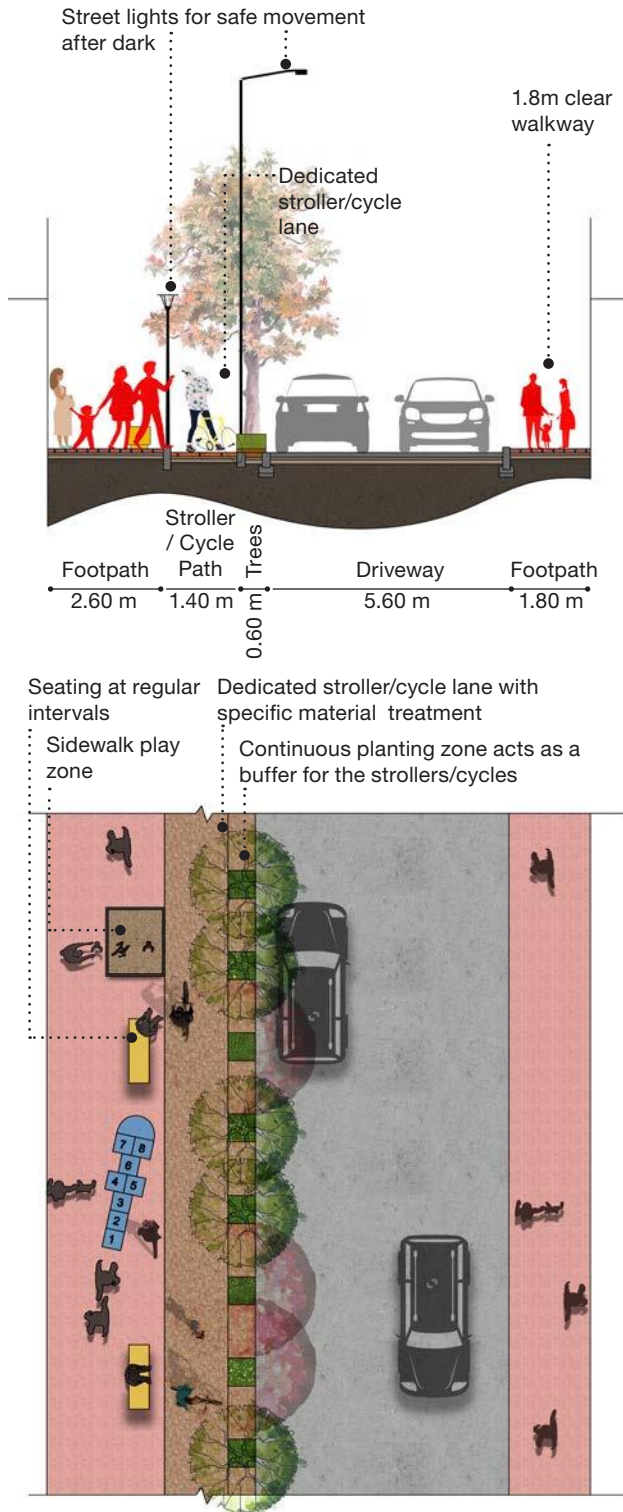 Street lights for safe movement
after dark
1.8m clear
walkway
Dedicated
stroller/cycle
lane
Stroller
/ Cycle
Path
Footpath
2.60 m
1.40 m
0.60 m Trees
Driveway
5.60 m
Footpath
1.80 m
Seating at regular
intervals
Dedicated stroller/cycle lane with
specific material treatment
Sidewalk play
zone
Continuous planting zone acts as a
buffer for the strollers/cycles
7 8
6
4 5
3
2
1